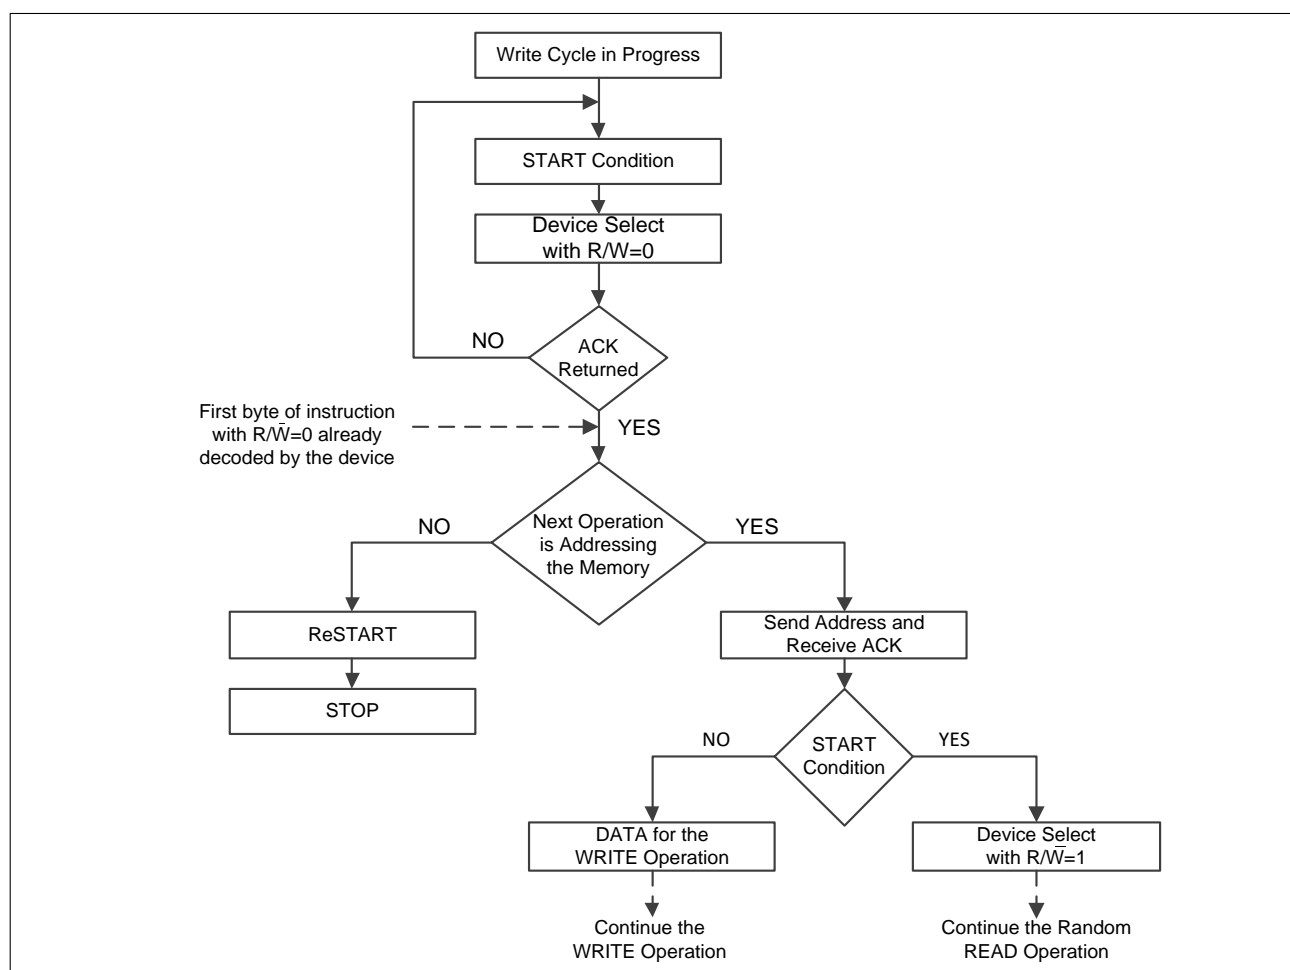 Write Cycle in Progress
START Condition
Device Select
with R/W=0
NO
ACK
Returned
First byte of instruction
with R/W̅=0 already
decoded by the device
YES
NO
Next Operation
is Addressing
the Memory
YES
ReSTART
STOP
Send Address and
Receive ACK
NO
START
Condition
YES
DATA for the
WRITE Operation
Device Select
with R/W̅=1
Continue the
WRITE Operation
Continue the Random
READ Operation